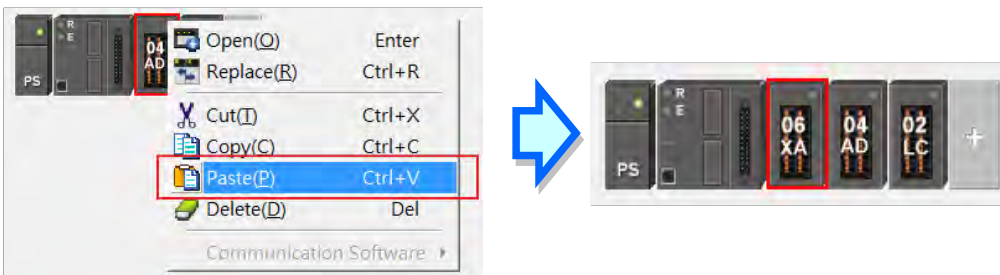 R
E
PS
04
AD
Open(O) Enter
Replace(R) Ctrl+R
Cut(T) Ctrl+X
Copy(C) Ctrl+C
Paste(P) Ctrl+V
Delete(D) Del
Communication Software
R
E
PS
06
XA
04
AD
02
LC
+